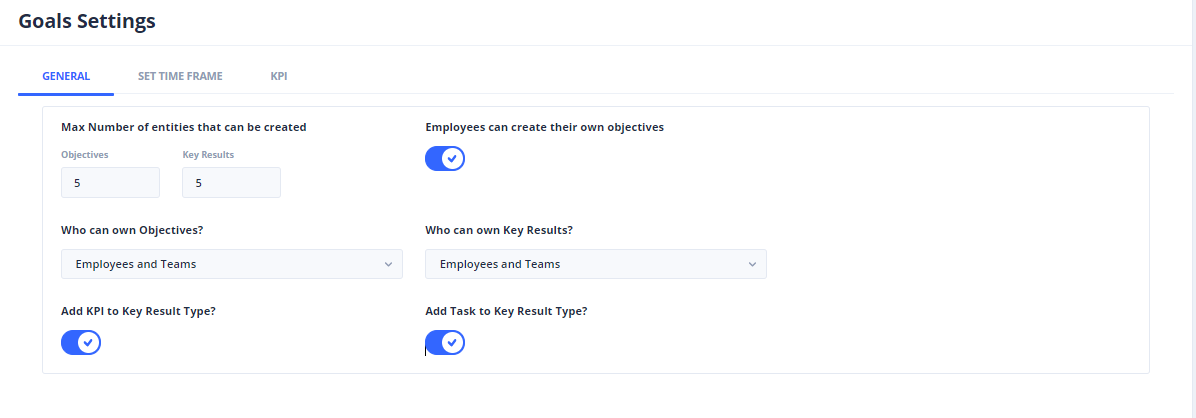 Goals Settings
GENERAL SET TIME FRAME KPI
Max Number of entities that can be created
Employees can create their own objectives
Objectives Key Results
5 5
Who can own Objectives? Who can own Key Results?
Employees and Teams Employees and Teams
Add KPI to Key Result Type? Add Task to Key Result Type?